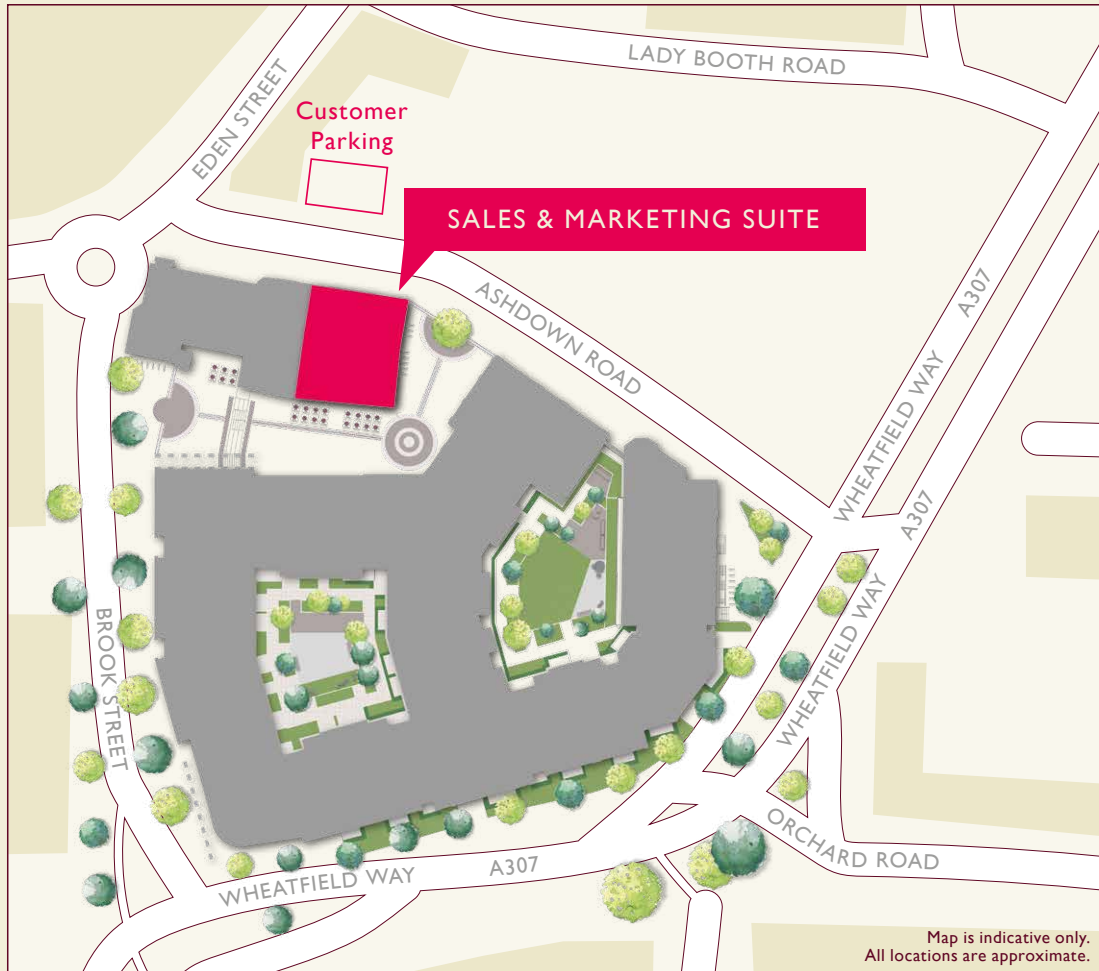 LADY BOOTH ROAD
EDEN STREET
Customer
Parking
SALES & MARKETING SUITE
ASHDOWN ROAD
A307
WHEATFIELD WAY
A307
WHEATFIELD WAY
BROOK STREET
ORCHARD ROAD
WHEATFIELD WAY A307
Map is indicative only.
All locations are approximate.